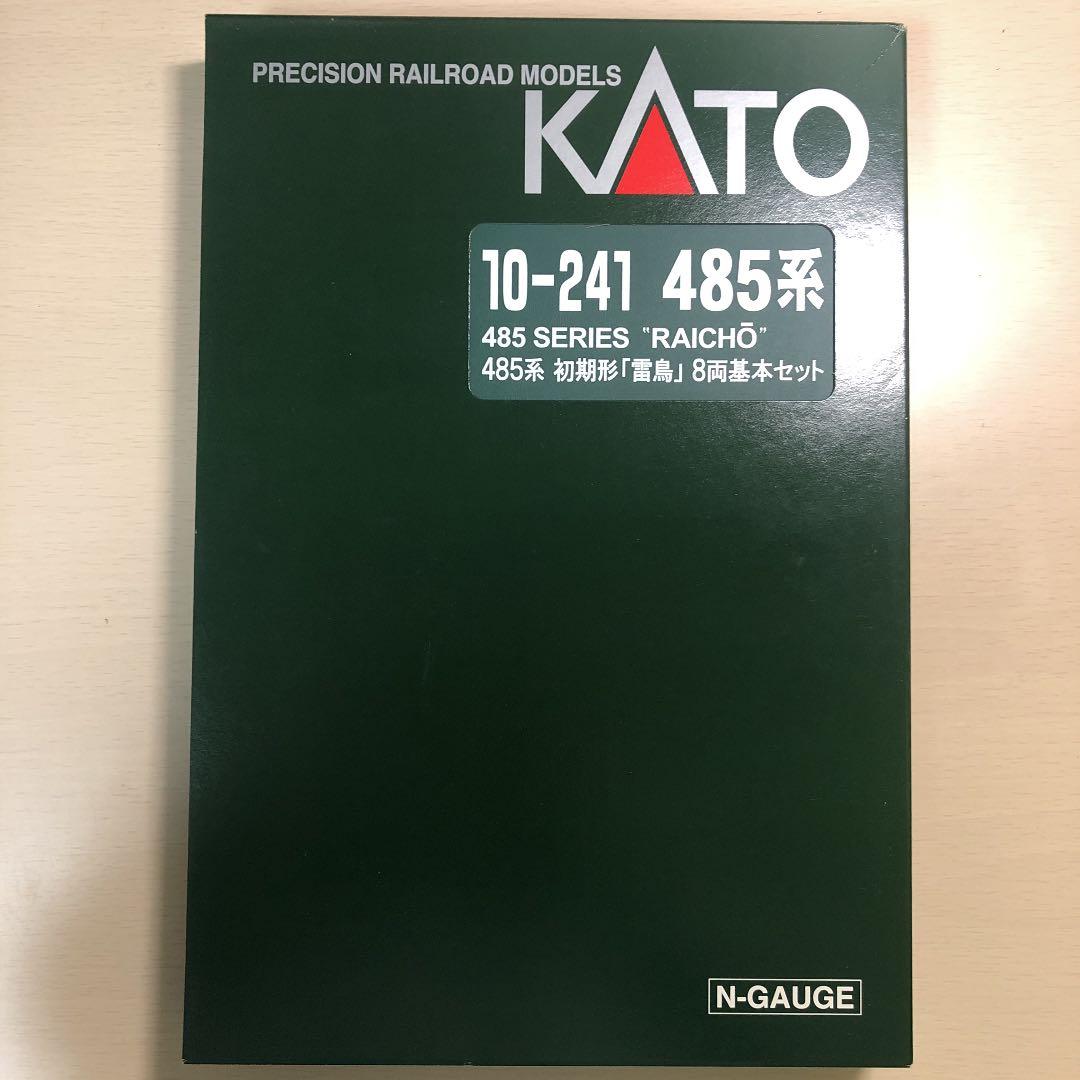 PRECISION RAILROAD MODELS
KATO
10-241 485系
485 SERIES "RAICHŌ"
485系 初期形「雷鳥」 8両基本セット
N-GAUGE